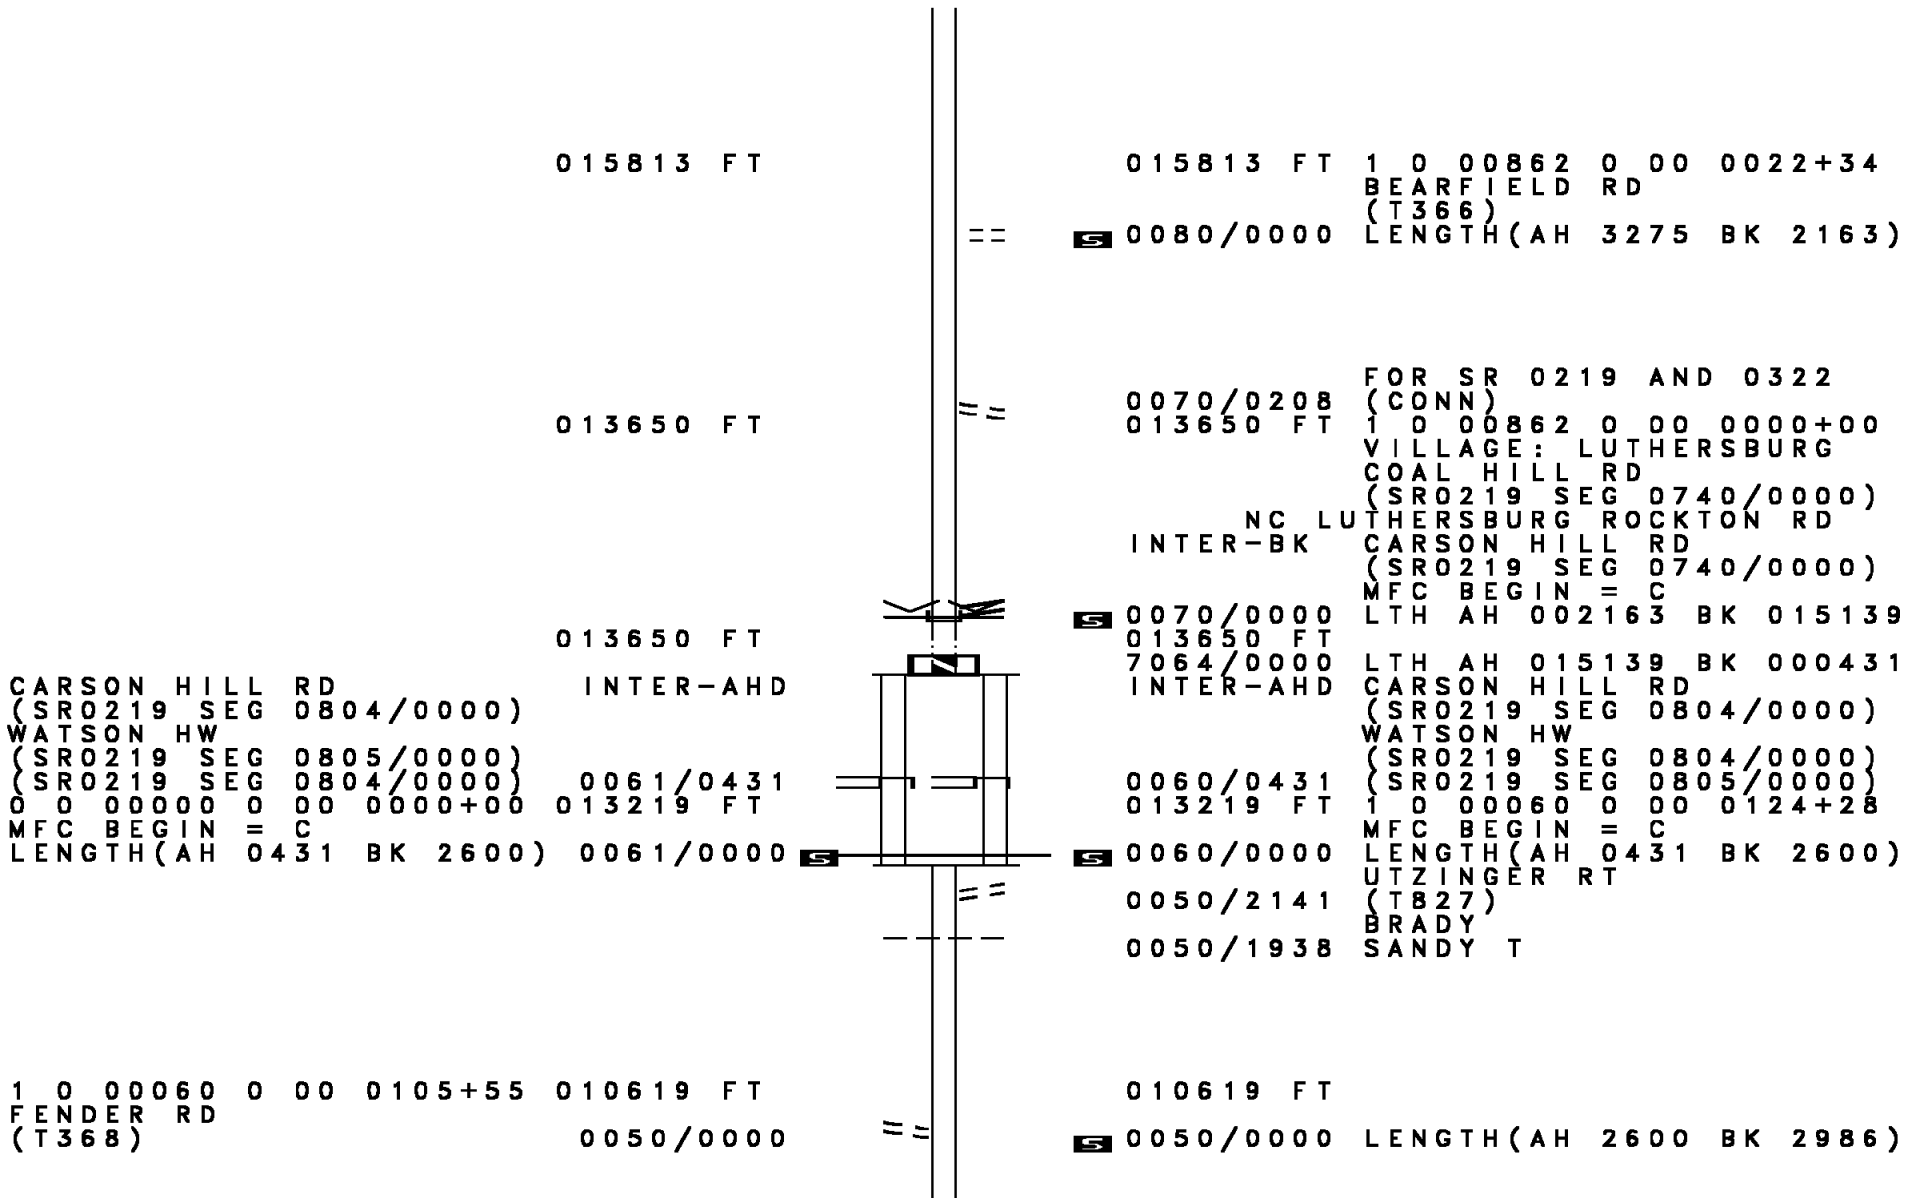 015813 FT 015813 FT 1 0 00862 0 00 0022+34
BEARFIELD RD
(T366)
S 0080/0000 LENGTH(AH 3275 BK 2163)
FOR SR 0219 AND 0322
0070/0208 (CONN)
013650 FT 013650 FT 1 0 00862 0 00 0000+00
VILLAGE: LUTHERSBURG
COAL HILL RD
(SR0219 SEG 0740/0000)
NC LUTHERSBURG ROCKTON RD
INTER-BK CARSON HILL RD
(SR0219 SEG 0740/0000)
MFC BEGIN = C
S 0070/0000 LTH AH 002163 BK 015139
013650 FT 013650 FT
7064/0000 LTH AH 015139 BK 000431
CARSON HILL RD INTER-AHD INTER-AHD CARSON HILL RD
(SR0219 SEG 0804/0000) (SR0219 SEG 0804/0000)
WATSON HW WATSON HW
(SR0219 SEG 0805/0000) (SR0219 SEG 0804/0000)
(SR0219 SEG 0804/0000) 0061/0431 0060/0431 (SR0219 SEG 0805/0000)
0 0 00000 0 00 0000+00 013219 FT 013219 FT 1 0 00060 0 00 0124+28
MFC BEGIN = C MFC BEGIN = C
LENGTH(AH 0431 BK 2600) 0061/0000 S S 0060/0000 LENGTH(AH 0431 BK 2600)
UTZINGER RT
0050/2141 (T827)
BRADY
0050/1938 SANDY T
1 0 00060 0 00 0105+55 010619 FT 010619 FT
FENDER RD
(T368) 0050/0000 S 0050/0000 LENGTH(AH 2600 BK 2986)